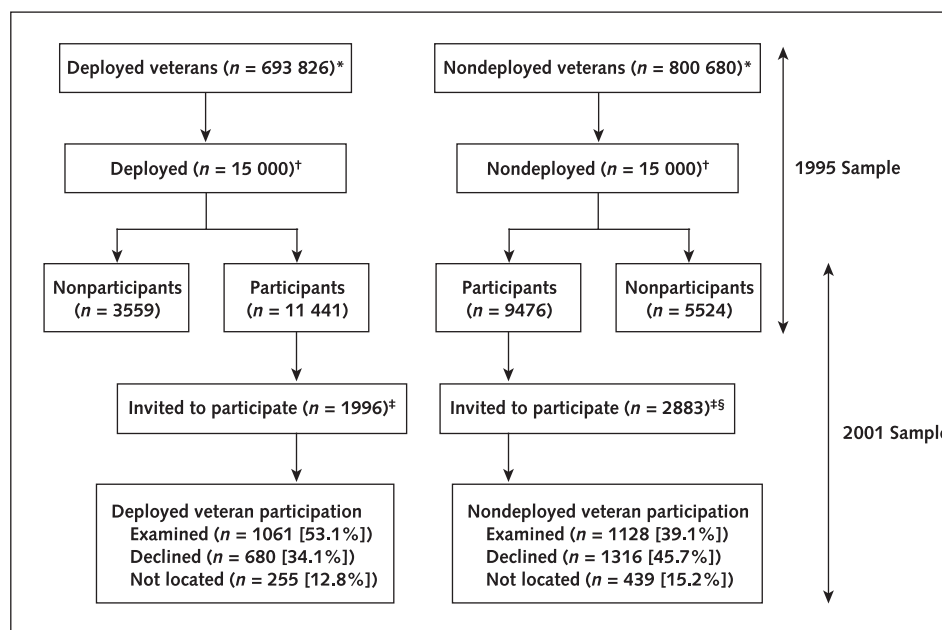 Deployed veterans (n = 693 826)*
Nondeployed veterans (n = 800 680)*
Deployed (n = 15 000)†
Nondeployed (n = 15 000)†
1995 Sample
Nonparticipants
(n = 3559)
Participants
(n = 11 441)
Participants
(n = 9476)
Nonparticipants
(n = 5524)
Invited to participate (n = 1996)‡
Invited to participate (n = 2883)‡§
2001 Sample
Deployed veteran participation
Examined (n = 1061 [53.1%])
Declined (n = 680 [34.1%])
Not located (n = 255 [12.8%])
Nondeployed veteran participation
Examined (n = 1128 [39.1%])
Declined (n = 1316 [45.7%])
Not located (n = 439 [15.2%])